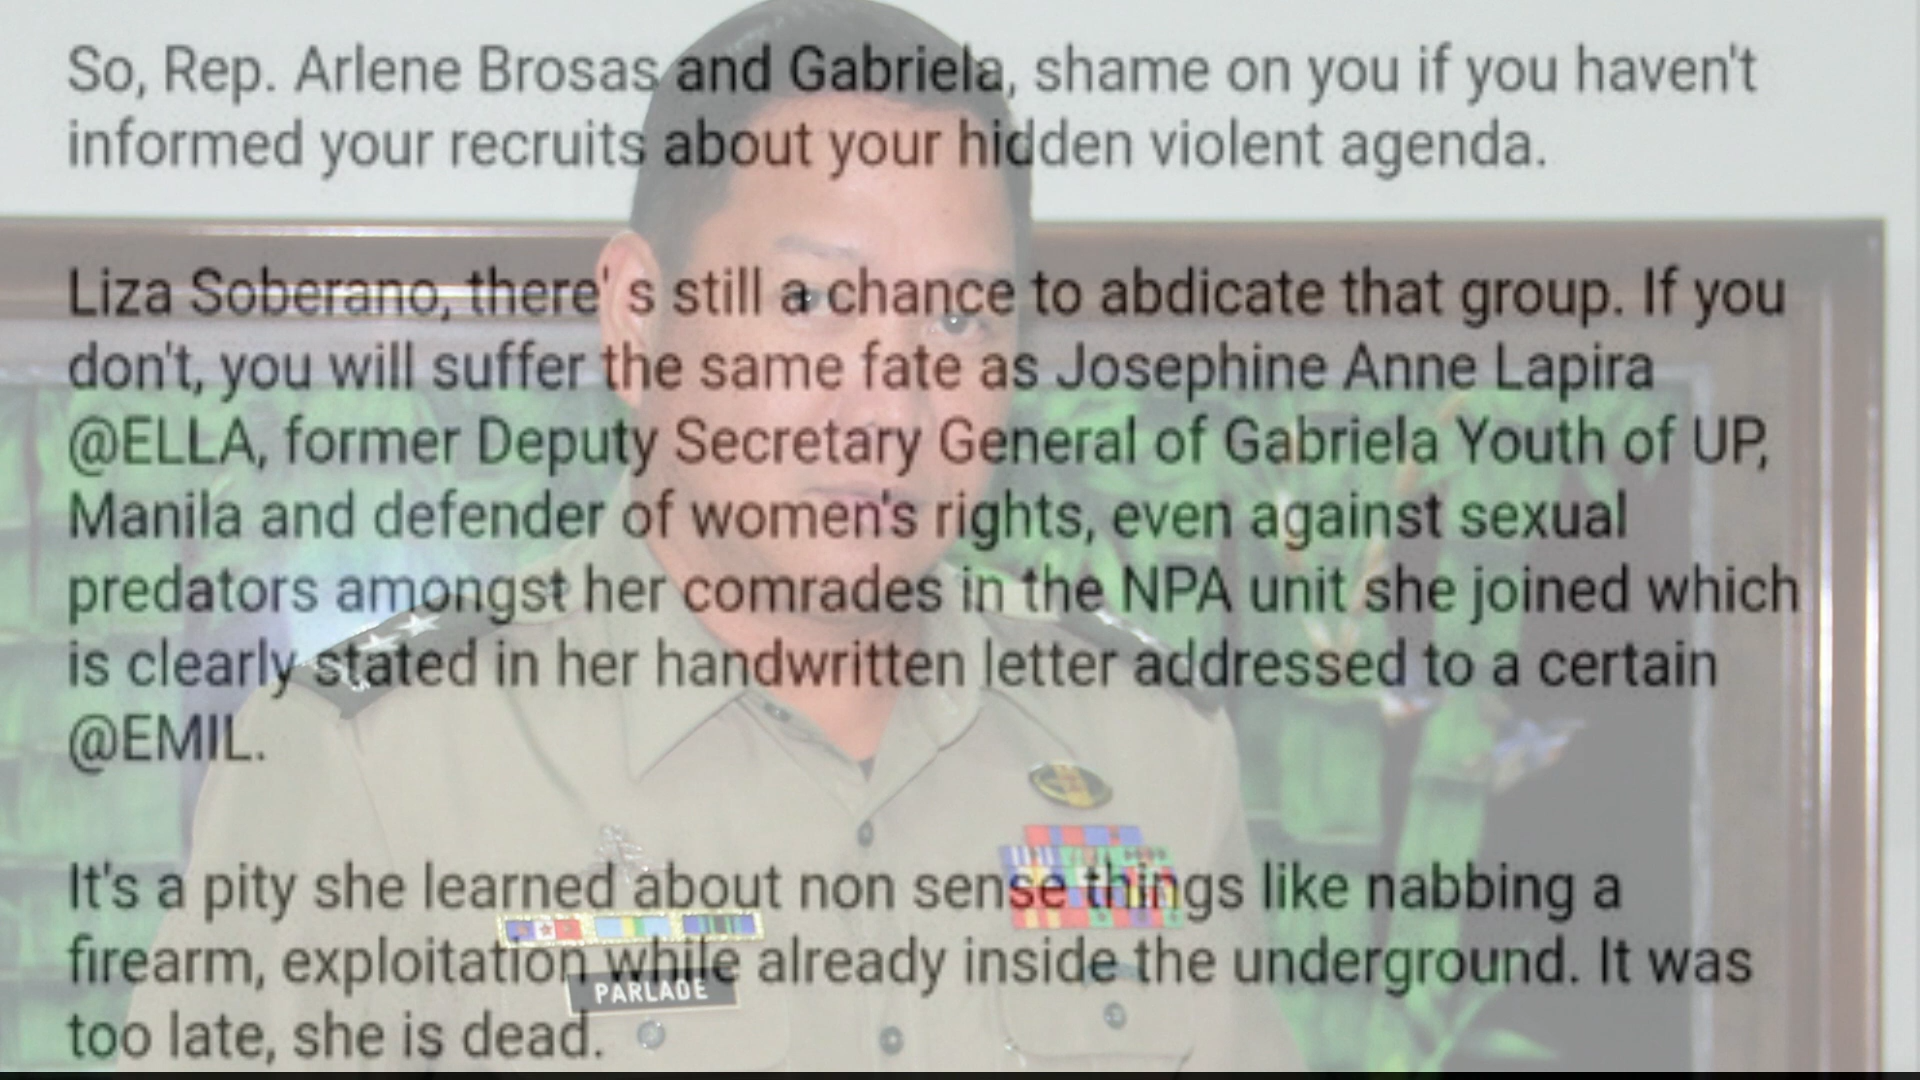 So, Rep. Arlene Brosas and Gabriela, shame on you if you haven't
informed your recruits about your hidden violent agenda.
Liza Soberano, there' s still a chance to abdicate that group. If you
don't, you will suffer the same fate as Josephine Anne Lapira
@ELLA, former Deputy Secretary General of Gabriela Youth of UP,
Manila and defender of women's rights, even against sexual
predators amongst her comrades in the NPA unit she joined which
is clearly stated in her handwritten letter addressed to a certain
@EMIL.
It's a pity she learned about non sense things like nabbing a
firearm, exploitation while already inside the underground. It was
too late, she is dead.
PARLADE